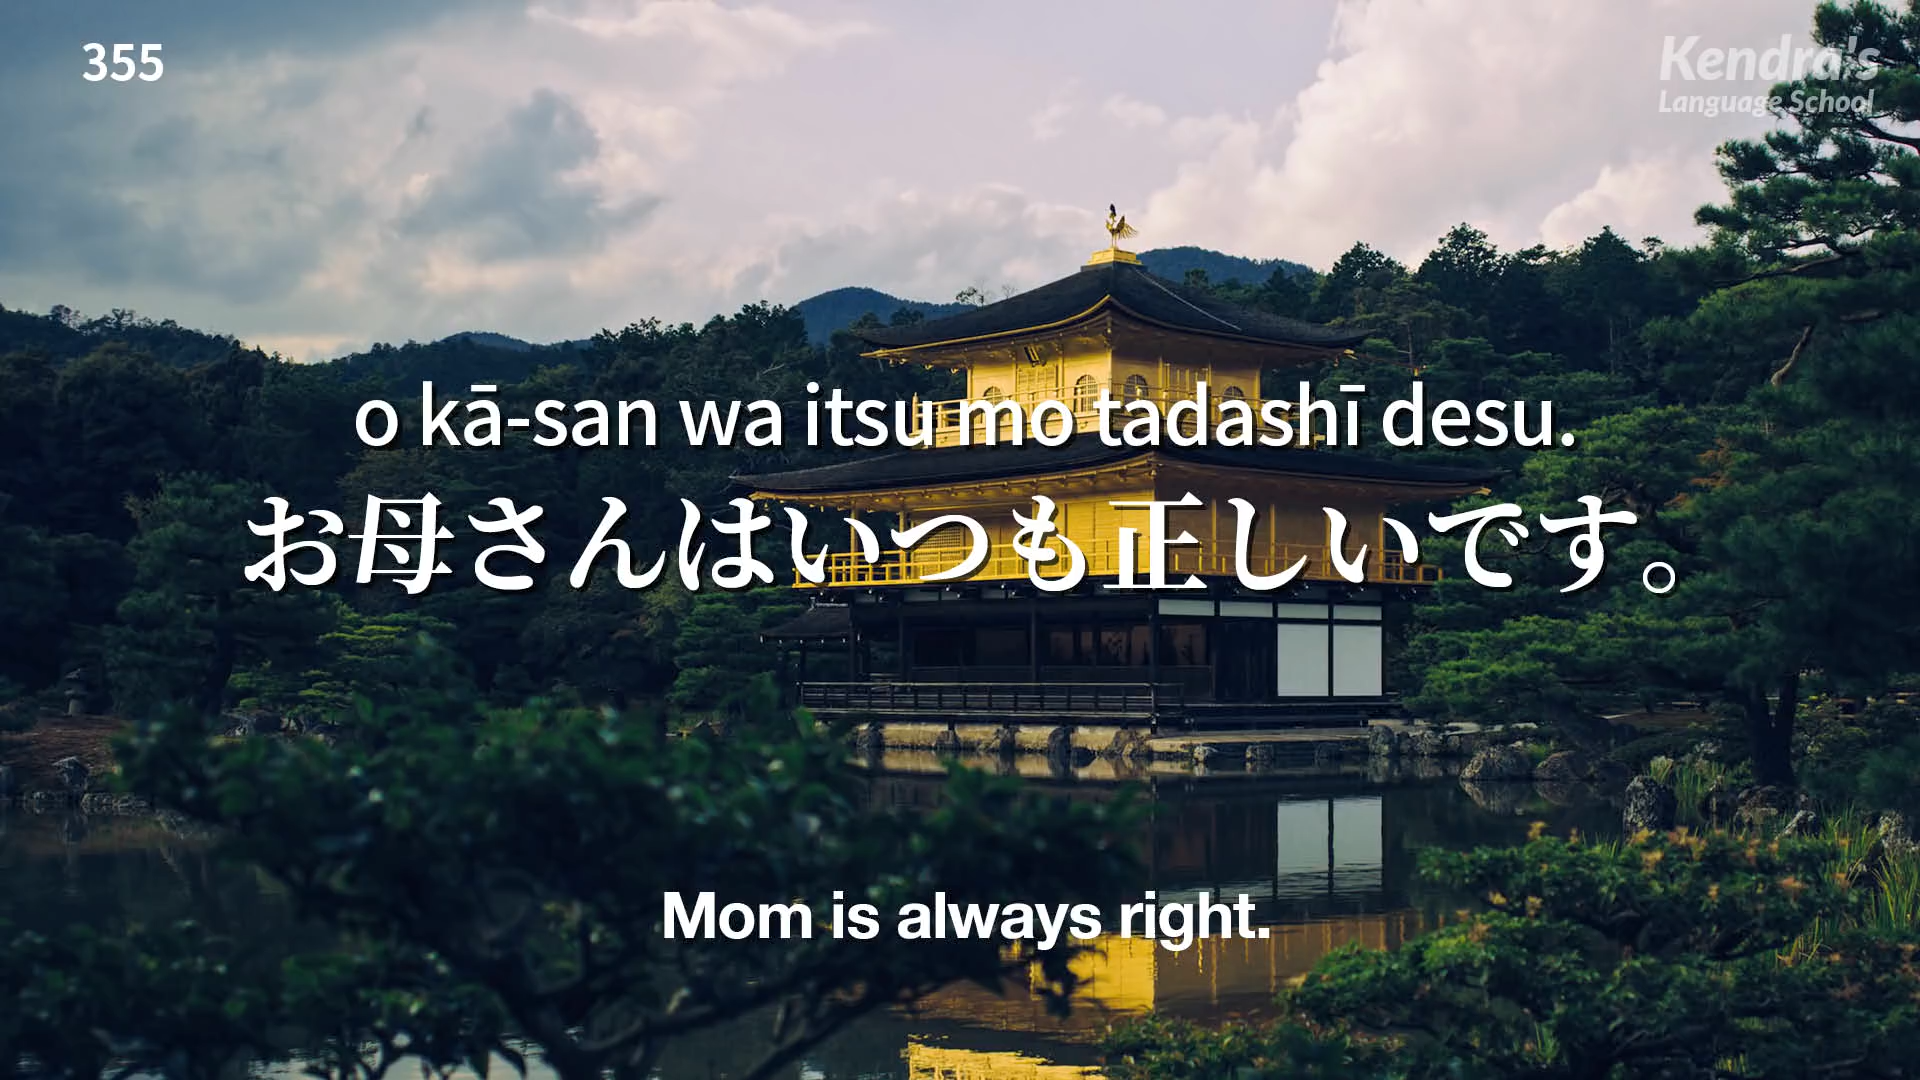 355
Kendra's
Language School
o kā-san wa itsu mo tadashī desu.
お母さんはいつも正しいです。
Mom is always right.